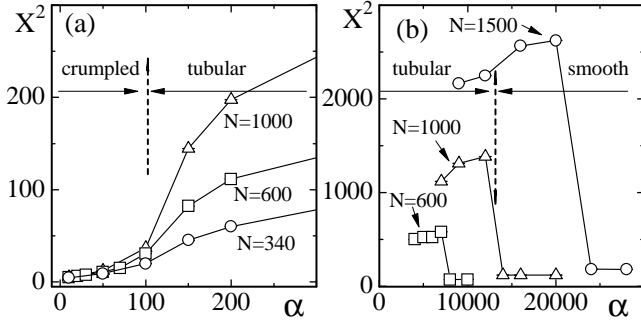 X² (a)
crumpled tubular
200
N=1000
100
N=600
N=340
0
0 100 200 α
X² (b) N=1500
tubular smooth
2000
N=1000
1000
N=600
0
10000 20000 α